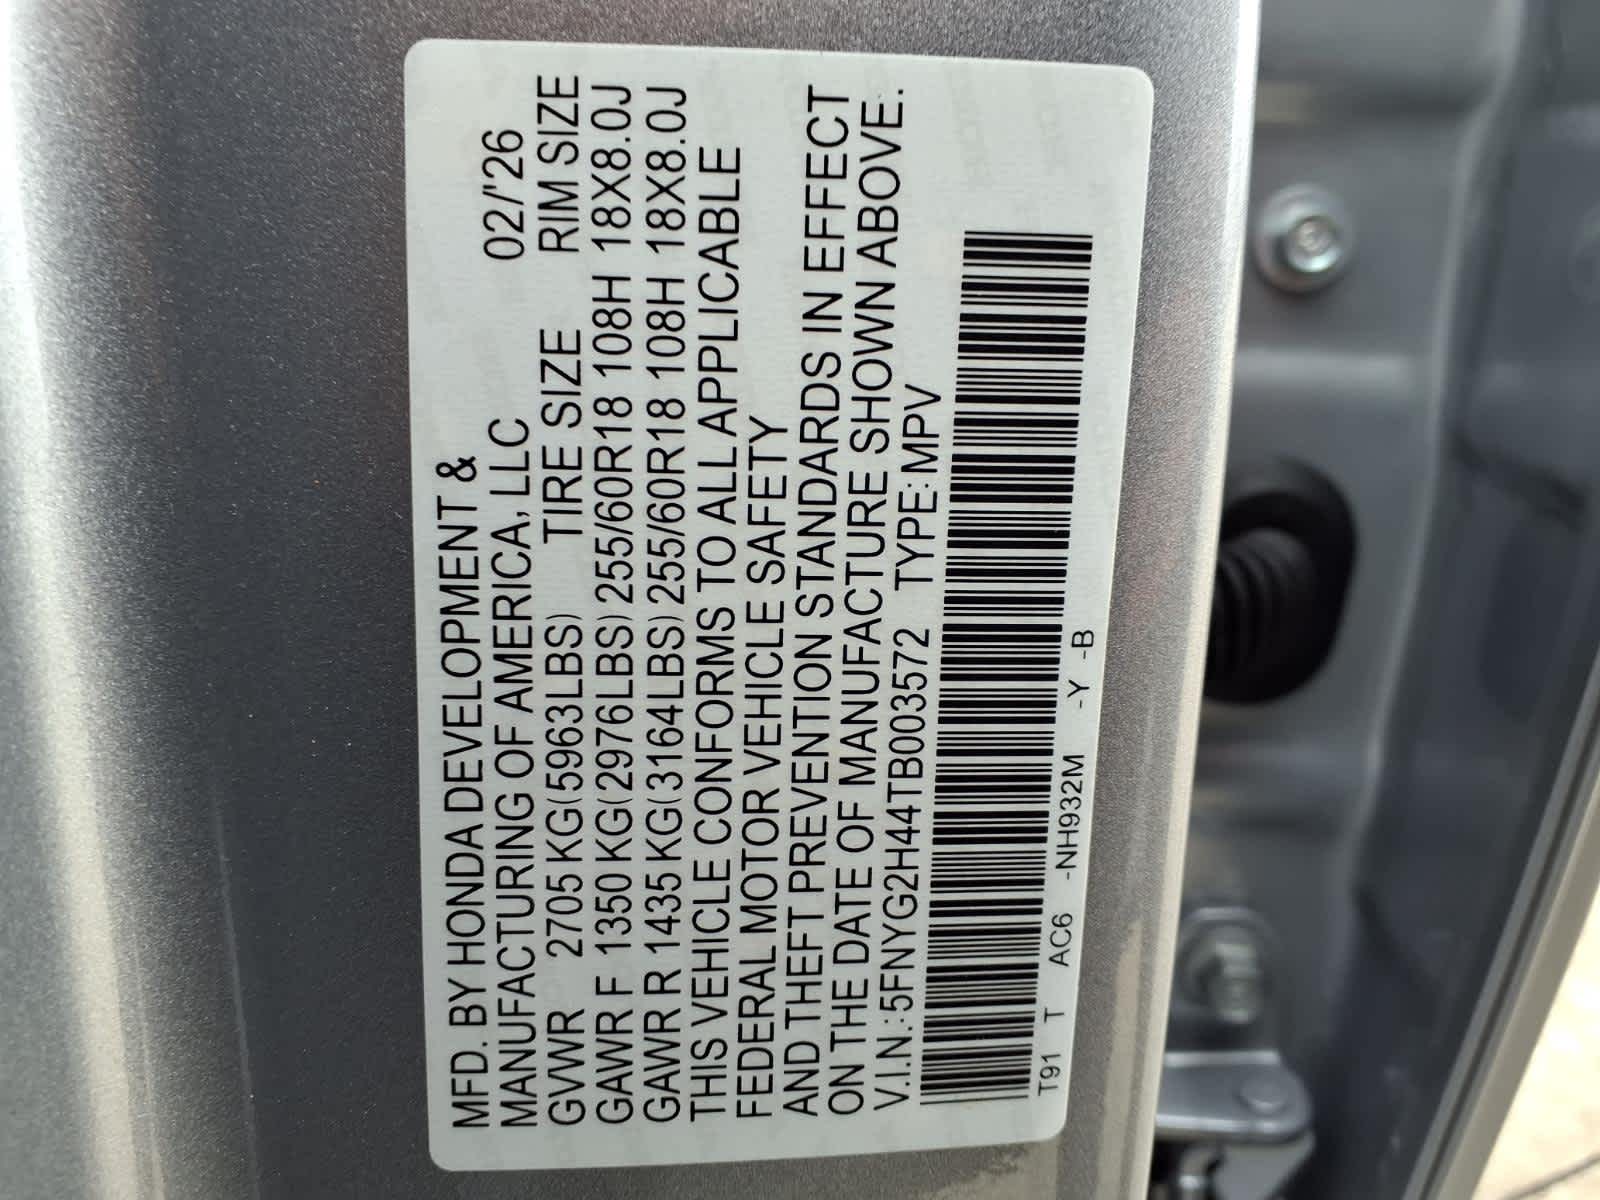 MFD. BY HONDA DEVELOPMENT &
MANUFACTURING OF AMERICA, LLC 02/'26
GVWR 2705 KG(5963LBS) TIRE SIZE RIM SIZE
GAWR F 1350 KG(2976LBS) 255/60R18 108H 18X8.0J
GAWR R 1435 KG(3164LBS) 255/60R18 108H 18X8.0J
THIS VEHICLE CONFORMS TO ALL APPLICABLE
FEDERAL MOTOR VEHICLE SAFETY
AND THEFT PREVENTION STANDARDS IN EFFECT
ON THE DATE OF MANUFACTURE SHOWN ABOVE.
V.I.N.:5FNYG2H44TB003572 TYPE:MPV
T91 T AC6 -NH932M -Y -B